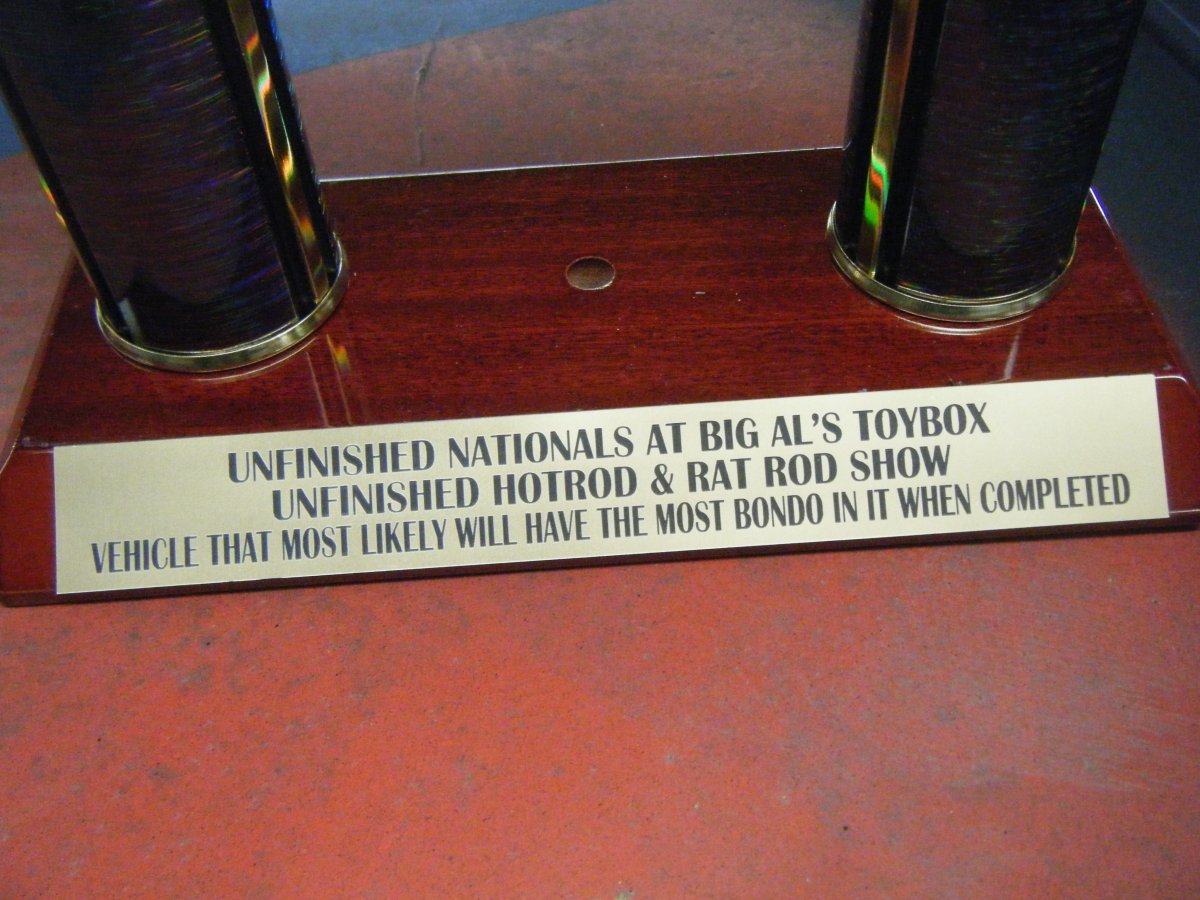 UNFINISHED NATIONALS AT BIG AL'S TOYBOX
UNFINISHED HOTROD & RAT ROD SHOW
VEHICLE THAT MOST LIKELY WILL HAVE THE MOST BONDO IN IT WHEN COMPLETED